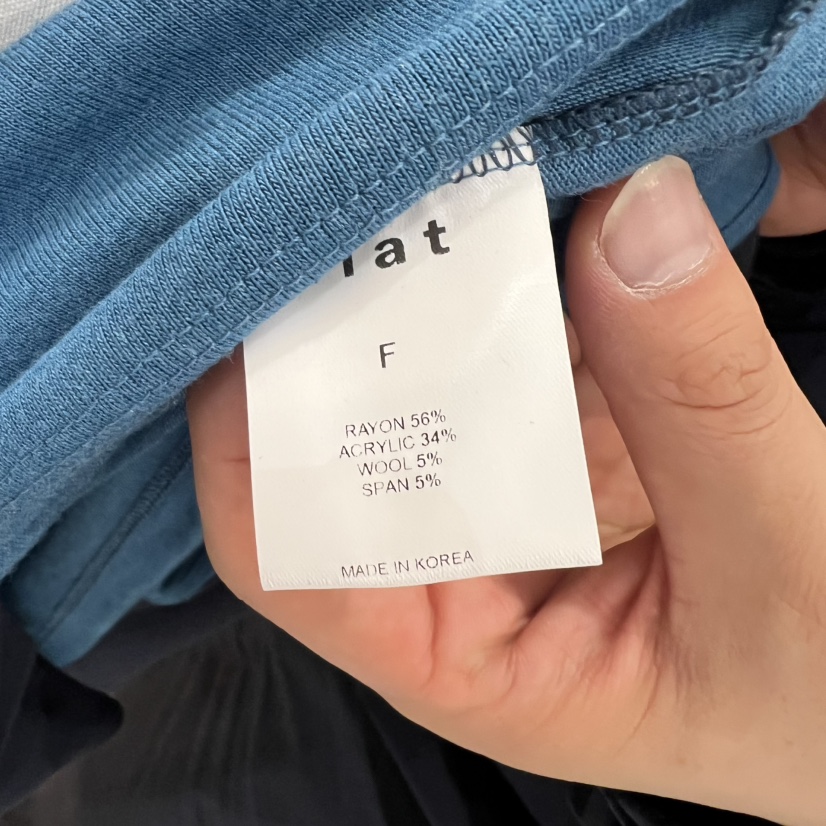 F
RAYON 56%
ACRYLIC 34%
WOOL 5%
SPAN 5%
MADE IN KOREA